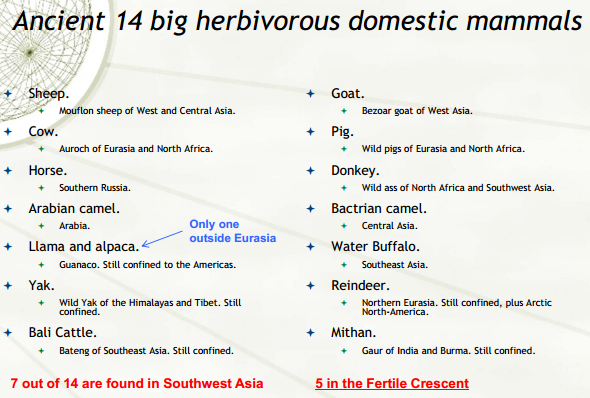 Ancient 14 big herbivorous domestic mammals
Sheep.
Mouflon sheep of West and Central Asia.
Cow.
Auroch of Eurasia and North Africa.
Horse.
Southern Russia.
Arabian camel.
Arabia.
Llama and alpaca.
Guanaco. Still confined to the Americas.
Yak.
Wild Yak of the Himalayas and Tibet. Still
confined.
Bali Cattle.
Bateng of Southeast Asia. Still confined.
Only one
outside Eurasia
Goat.
Bezoar goat of West Asia.
Pig.
Wild pigs of Eurasia and North Africa.
Donkey.
Wild ass of North Africa and Southwest Asia.
Bactrian camel.
Central Asia.
Water Buffalo.
Southeast Asia.
Reindeer.
Northern Eurasia. Still confined, plus Arctic
North-America.
Mithan.
Gaur of India and Burma. Still confined.
7 out of 14 are found in Southwest Asia
5 in the Fertile Crescent